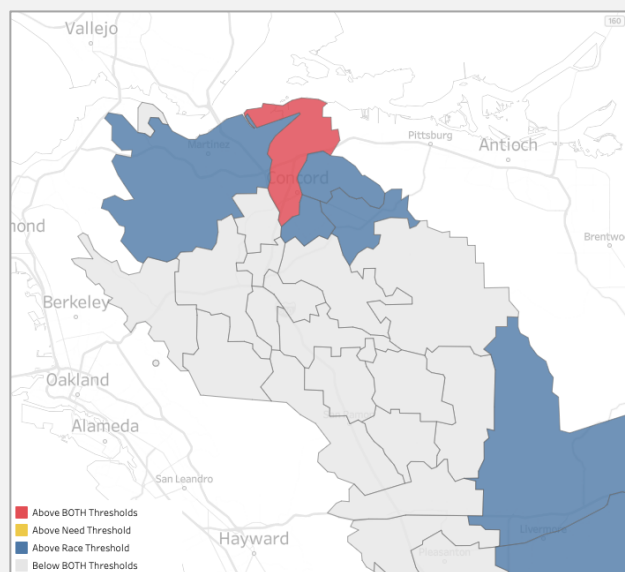 160
Vallejo
Martinez
Pittsburg
Antioch
Concord
mond
Brentwo
Berkeley
Oakland
Alameda
San Leandro
Hayward
Livermore
Pleasanton
Above BOTH Thresholds
Above Need Threshold
Above Race Threshold
Below BOTH Thresholds